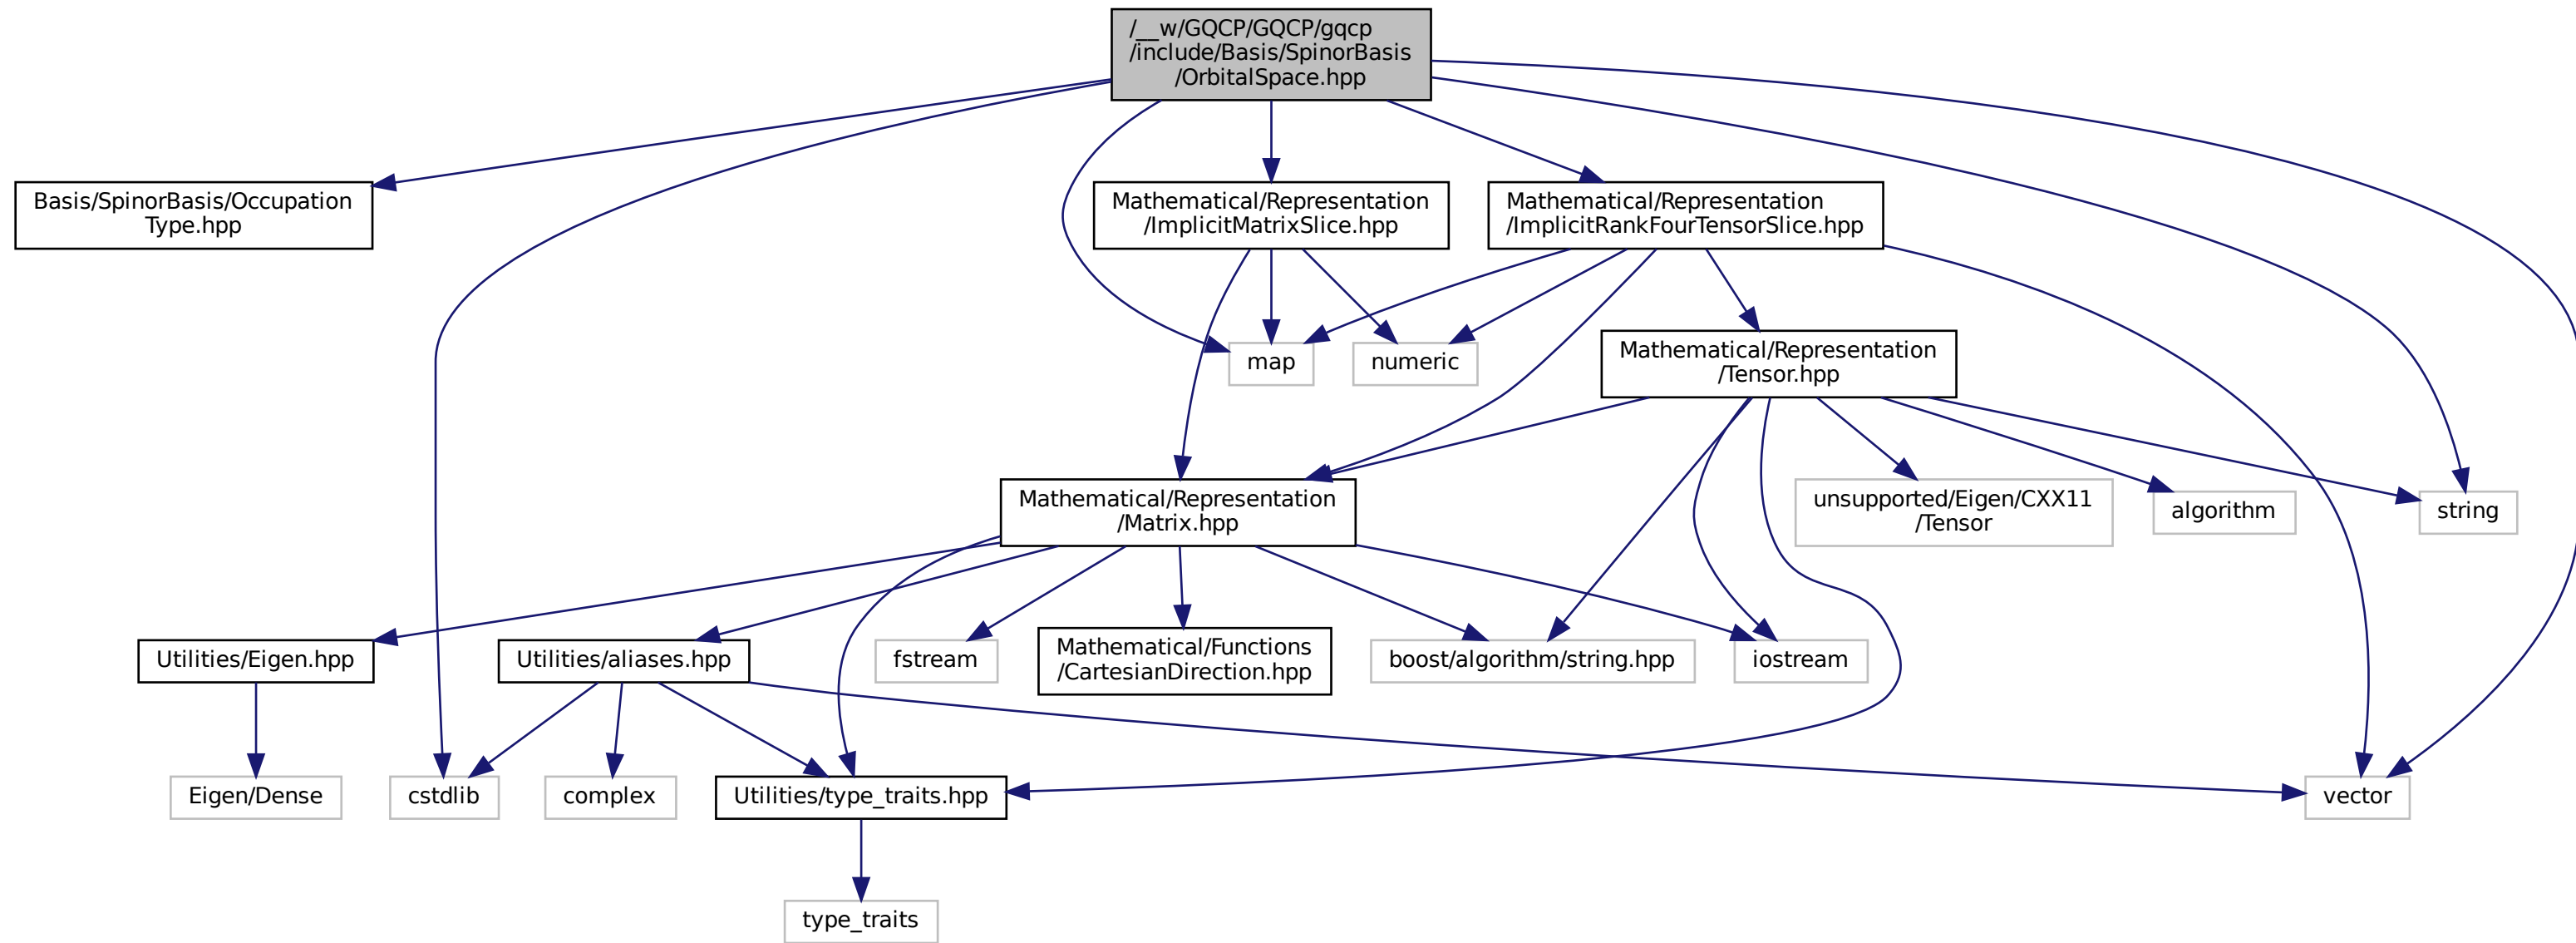 /__w/GQCP/GQCP/gqcp
/include/Basis/SpinorBasis
/OrbitalSpace.hpp
Basis/SpinorBasis/Occupation
Type.hpp
Mathematical/Representation
/ImplicitMatrixSlice.hpp
Mathematical/Representation
/ImplicitRankFourTensorSlice.hpp
map
numeric
Mathematical/Representation
/Tensor.hpp
Mathematical/Representation
/Matrix.hpp
unsupported/Eigen/CXX11
/Tensor
algorithm
string
Utilities/Eigen.hpp
Utilities/aliases.hpp
fstream
Mathematical/Functions
/CartesianDirection.hpp
boost/algorithm/string.hpp
iostream
Eigen/Dense
cstdlib
complex
Utilities/type_traits.hpp
vector
type_traits